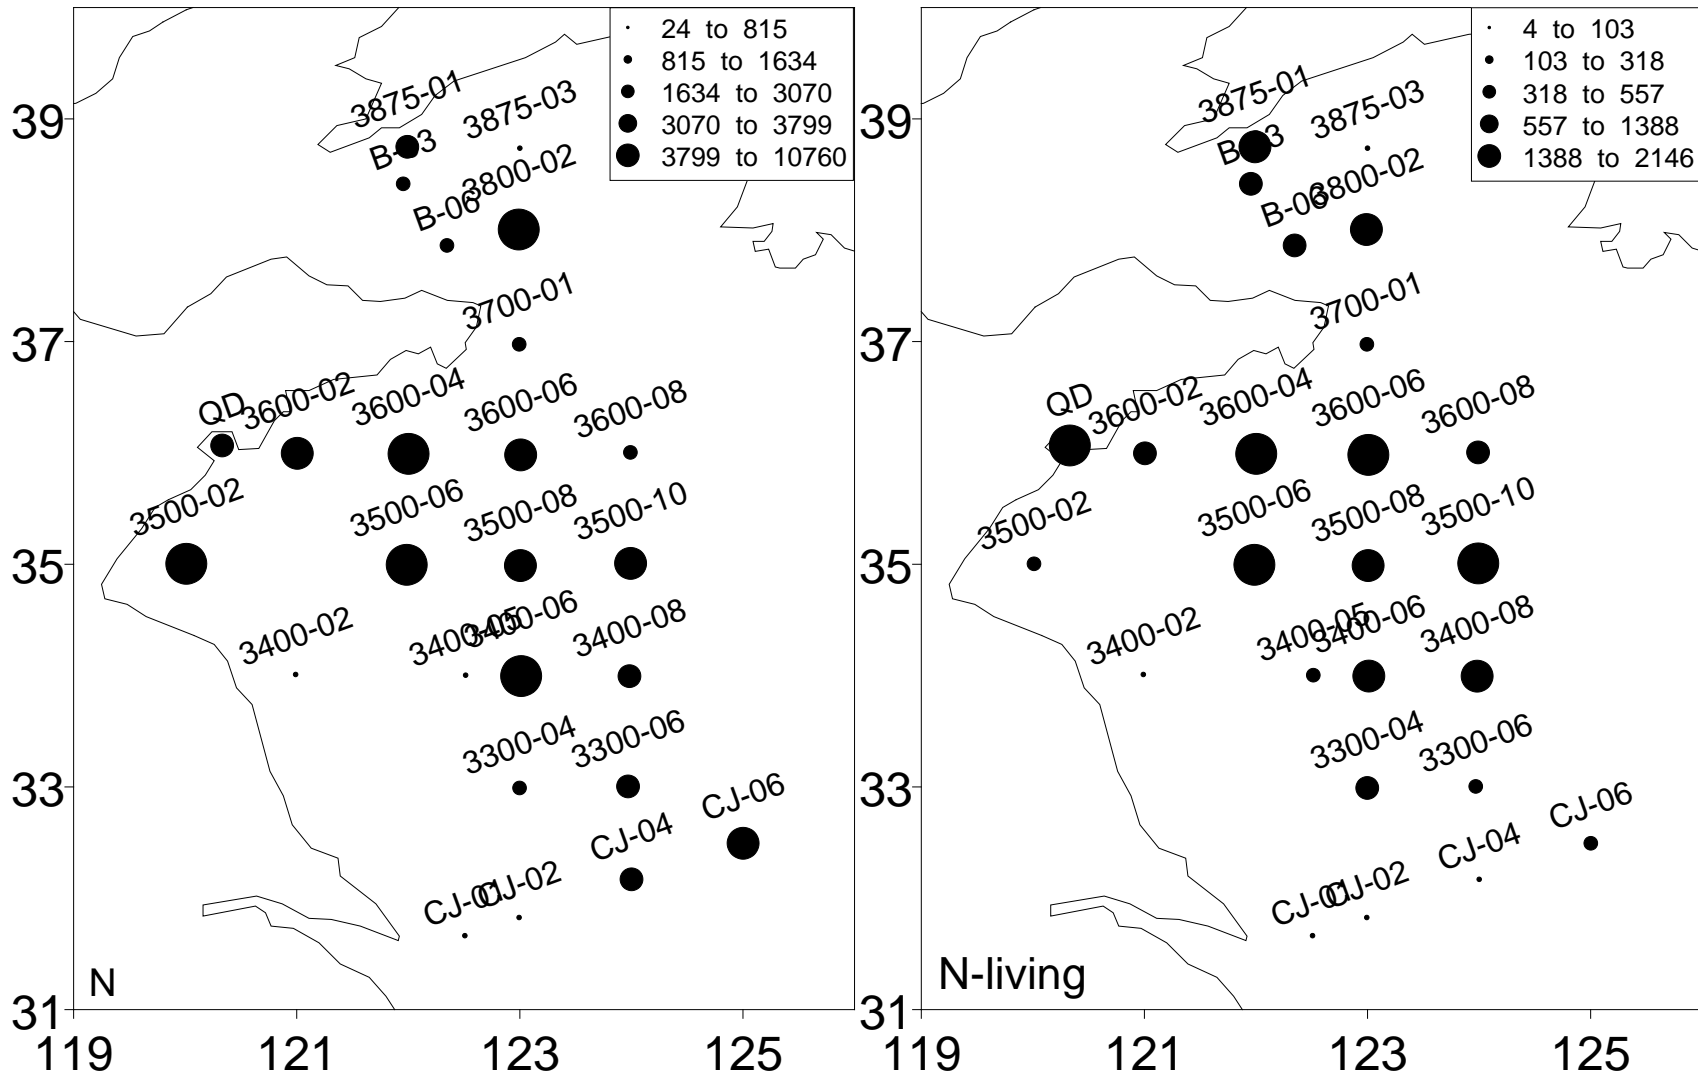 24 to 815
815 to 1634
1634 to 3070
3070 to 3799
3799 to 10760
39
37
35
33
31
119
121
123
125
3875-01
3875-03
B-03
3800-02
B-06
3700-01
QD
3600-02
3600-04
3600-06
3600-08
3500-02
3500-06
3500-08
3500-10
3400-02
3400-05
3400-06
3400-08
3300-04
3300-06
CJ-06
CJ-04
CJ-02
CJ-01
N
4 to 103
103 to 318
318 to 557
557 to 1388
1388 to 2146
39
37
35
33
31
119
121
123
125
3875-01
3875-03
B-03
3800-02
B-06
3700-01
QD
3600-02
3600-04
3600-06
3600-08
3500-02
3500-06
3500-08
3500-10
3400-02
3400-05
3400-06
3400-08
3300-04
3300-06
CJ-06
CJ-04
CJ-02
CJ-01
N-living